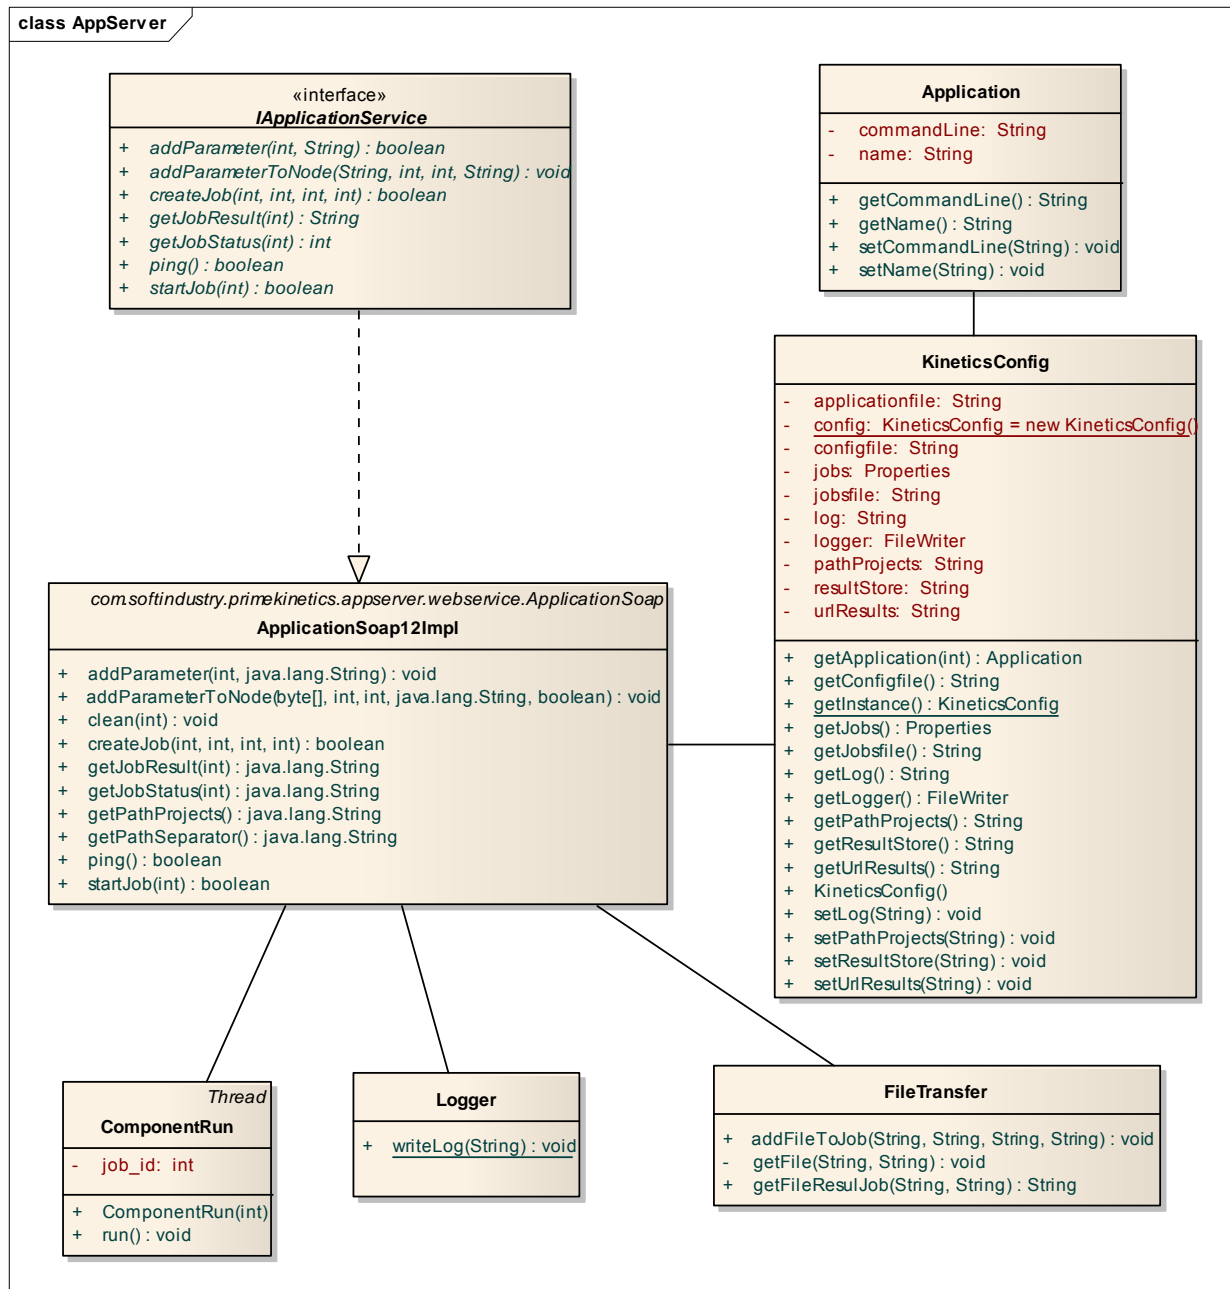 class AppServer
«interface»
IApplicationService
+ addParameter(int, String) : boolean
+ addParameterToNode(String, int, int, String) : void
+ createJob(int, int, int, int) : boolean
+ getJobResult(int) : String
+ getJobStatus(int) : int
+ ping() : boolean
+ startJob(int) : boolean
Application
- commandLine: String
- name: String
+ getCommandLine() : String
+ getName() : String
+ setCommandLine(String) : void
+ setName(String) : void
KineticsConfig
- applicationfile: String
- config: KineticsConfig = new KineticsConfig()
- configfile: String
- jobs: Properties
- jobsfile: String
- log: String
- logger: FileWriter
- pathProjects: String
- resultStore: String
- urlResults: String
+ getApplication(int) : Application
+ getConfigfile() : String
+ getInstance() : KineticsConfig
+ getJobs() : Properties
+ getJobsfile() : String
+ getLog() : String
+ getLogger() : FileWriter
+ getPathProjects() : String
+ getResultStore() : String
+ getUrlResults() : String
+ KineticsConfig()
+ setLog(String) : void
+ setPathProjects(String) : void
+ setResultStore(String) : void
+ setUrlResults(String) : void
com.softindustry.primekinetics.appserver.webservice.ApplicationSoap
ApplicationSoap12Impl
+ addParameter(int, java.lang.String) : void
+ addParameterToNode(byte[], int, int, java.lang.String, boolean) : void
+ clean(int) : void
+ createJob(int, int, int, int) : boolean
+ getJobResult(int) : java.lang.String
+ getJobStatus(int) : java.lang.String
+ getPathProjects() : java.lang.String
+ getPathSeparator() : java.lang.String
+ ping() : boolean
+ startJob(int) : boolean
Thread
ComponentRun
- job_id: int
+ ComponentRun(int)
+ run() : void
Logger
+ writeLog(String) : void
FileTransfer
+ addFileToJob(String, String, String, String) : void
- getFile(String, String) : void
+ getFileResulJob(String, String) : String